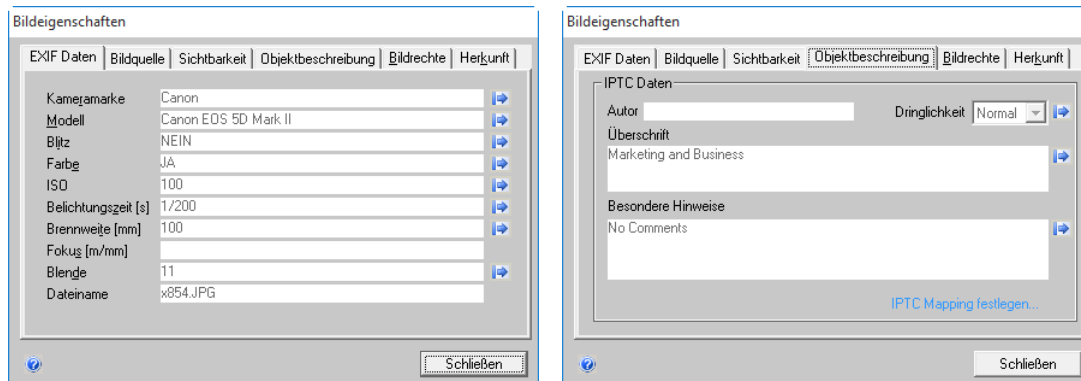 Bildeigenschaften
EXIF Daten Bildquelle Sichtbarkeit Objektbeschreibung Bildrechte Herkunft
Kameramarke Canon
Modell Canon EOS 5D Mark II
Blitz NEIN
Farbe JA
ISO 100
Belichtungszeit [s] 1/200
Brennweite [mm] 100
Fokus [m/mm]
Blende 11
Dateiname x854.JPG
Schließen
Bildeigenschaften
EXIF Daten Bildquelle Sichtbarkeit Objektbeschreibung Bildrechte Herkunft
IPTC Daten
Autor Dringlichkeit Normal
Überschrift
Marketing and Business
Besondere Hinweise
No Comments
IPTC Mapping festlegen...
Schließen